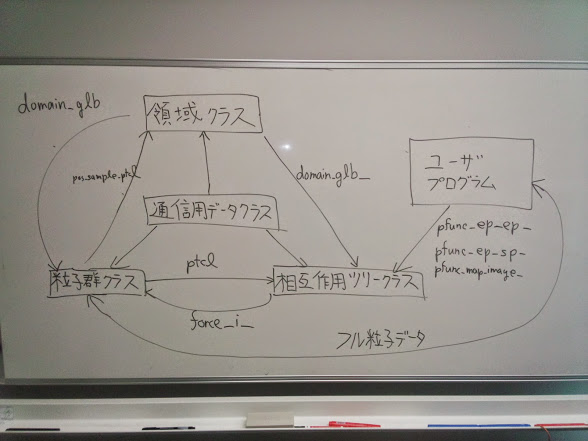 domain_glb
領域クラス
pos_sample_ptcl
domain_glb_
ユーザ
プログラム
通信用データクラス
pfunc_ep_ep_
pfunc_ep_sp_
pfunc_map_image_
ptcl
粒子群クラス
相互作用ツリークラス
force_i_
フル粒子データ